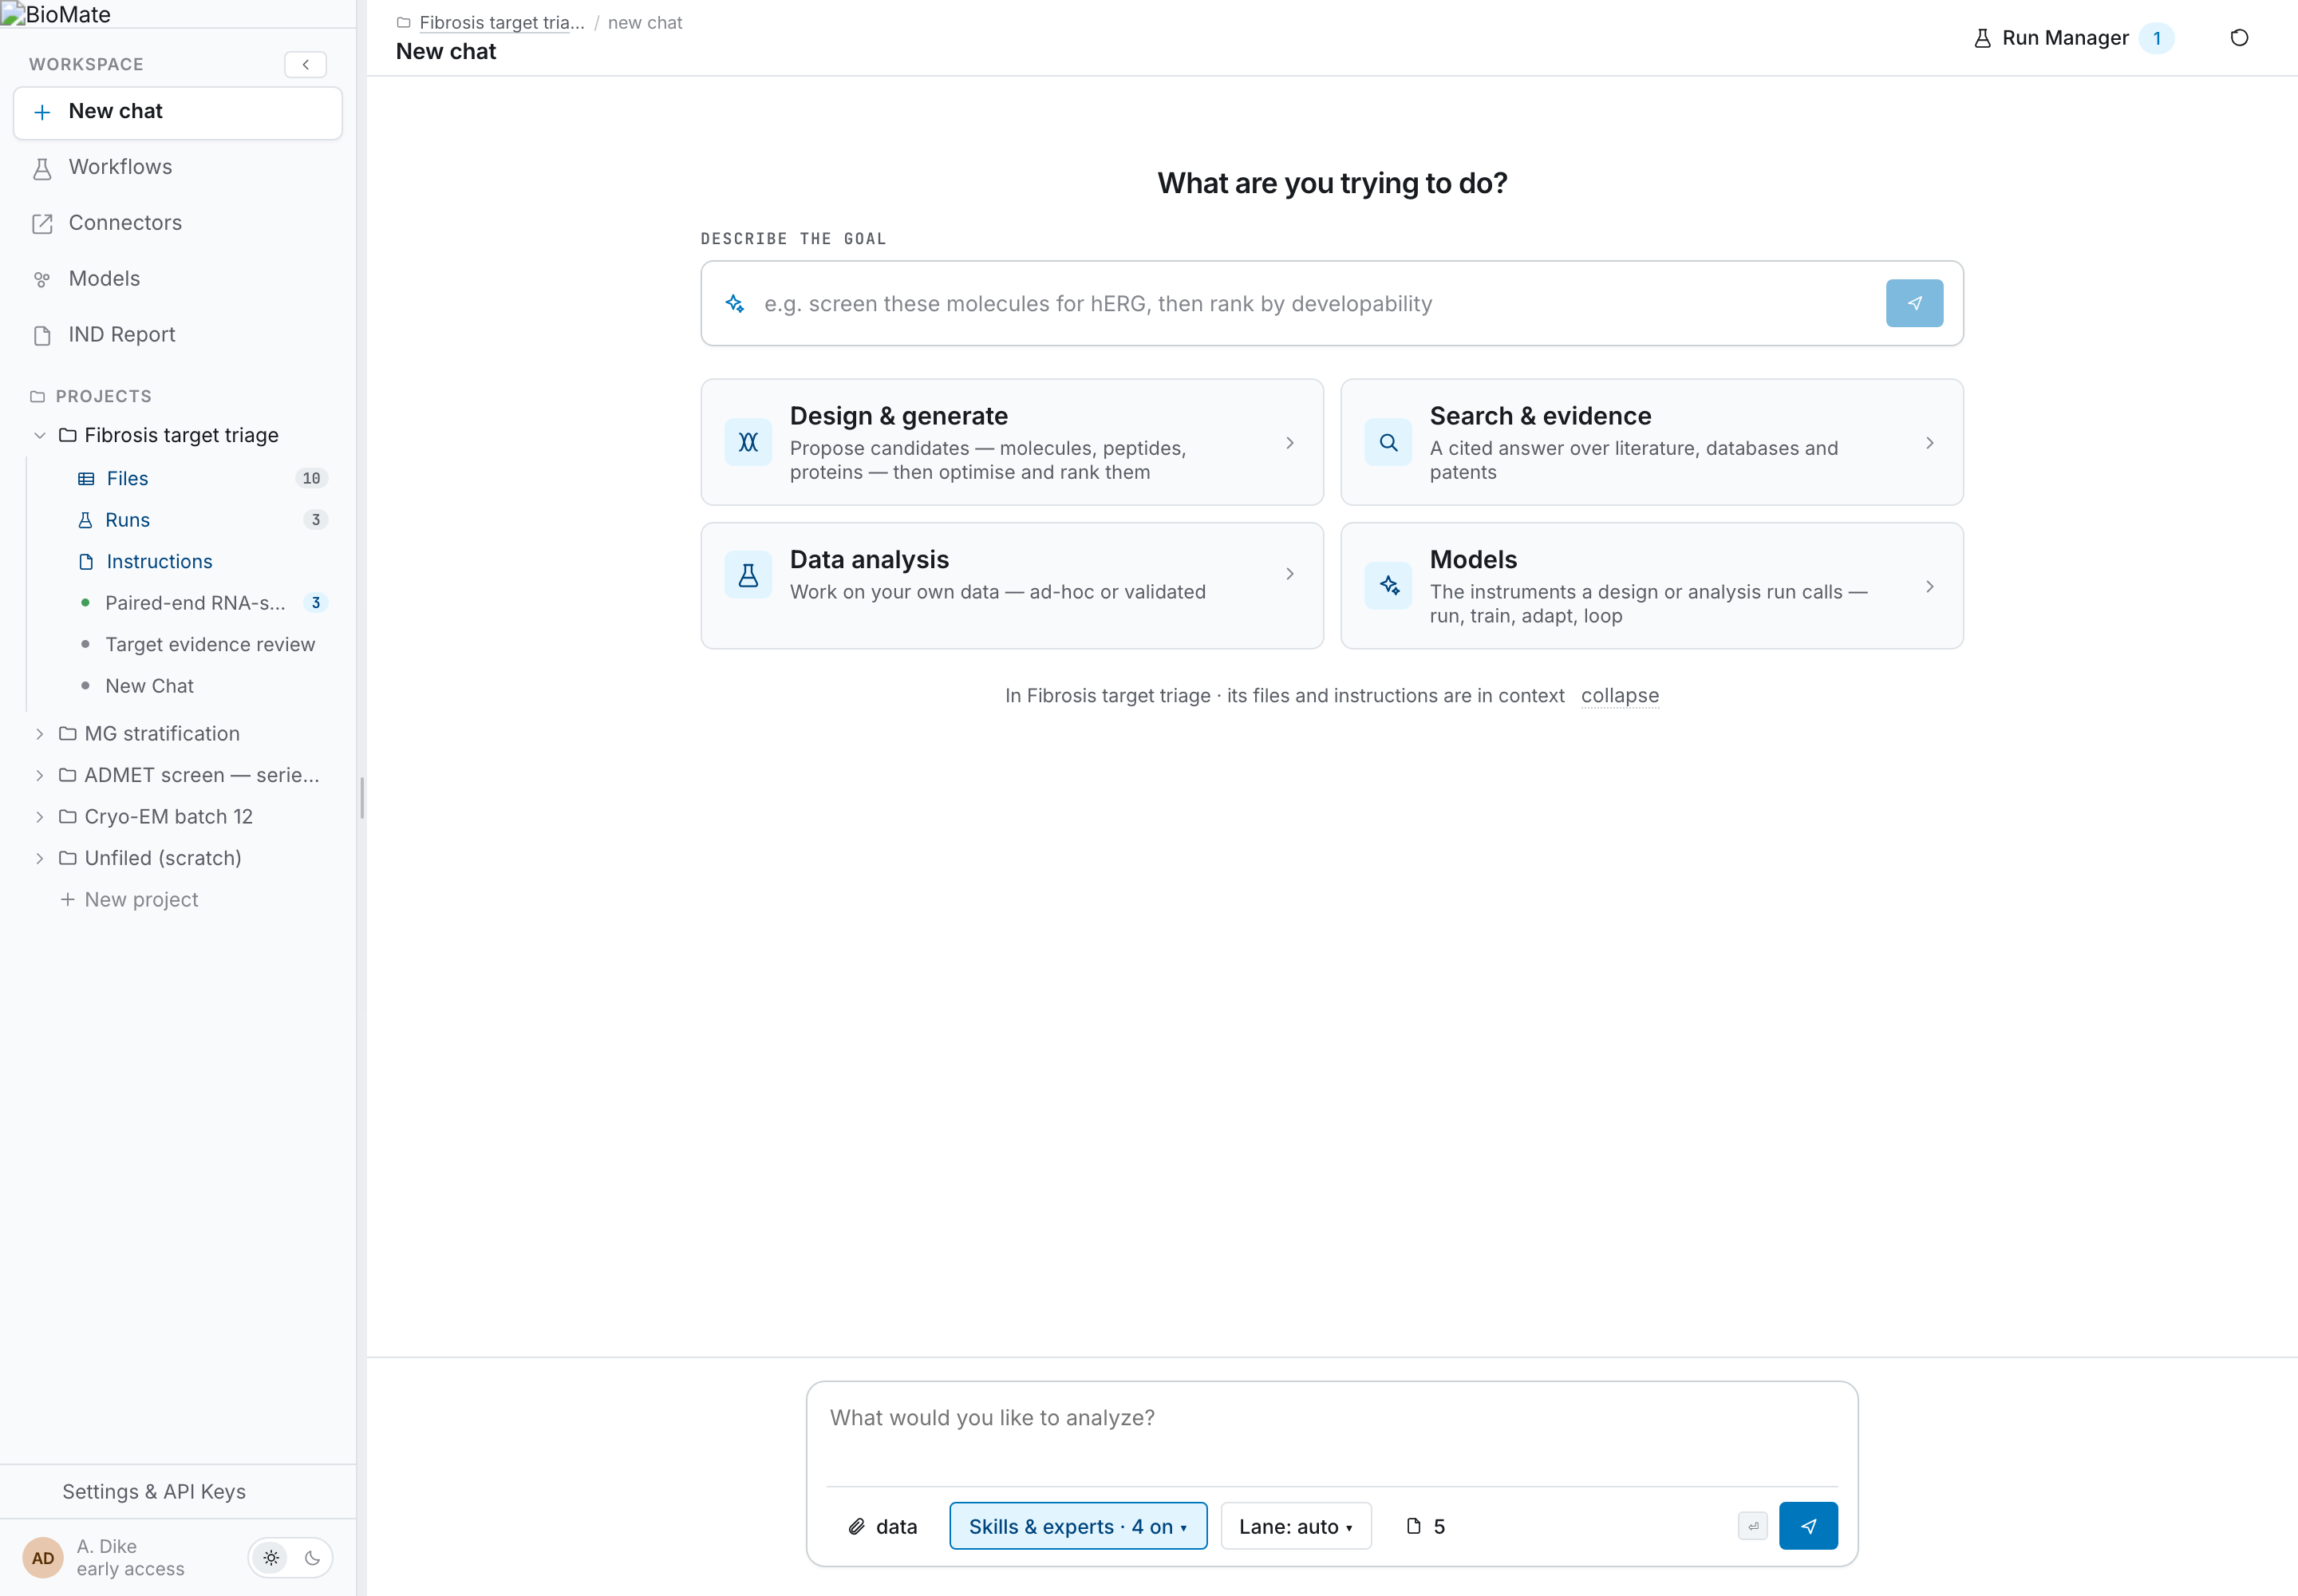 BioMate
WORKSPACE
New chat
Workflows
Connectors
Models
IND Report
PROJECTS
Fibrosis target triage
Files 10
Runs 3
Instructions
Paired-end RNA-s... 3
Target evidence review
New Chat
MG stratification
ADMET screen — serie...
Cryo-EM batch 12
Unfiled (scratch)
+ New project
Settings & API Keys
AD
A. Dike
early access
Fibrosis target tria... / new chat
New chat
Run Manager 1
What are you trying to do?
DESCRIBE THE GOAL
e.g. screen these molecules for hERG, then rank by developability
Design & generate
Propose candidates — molecules, peptides,
proteins — then optimise and rank them
Search & evidence
A cited answer over literature, databases and
patents
Data analysis
Work on your own data — ad-hoc or validated
Models
The instruments a design or analysis run calls —
run, train, adapt, loop
In Fibrosis target triage · its files and instructions are in context collapse
What would you like to analyze?
data
Skills & experts · 4 on ▾
Lane: auto ▾
5